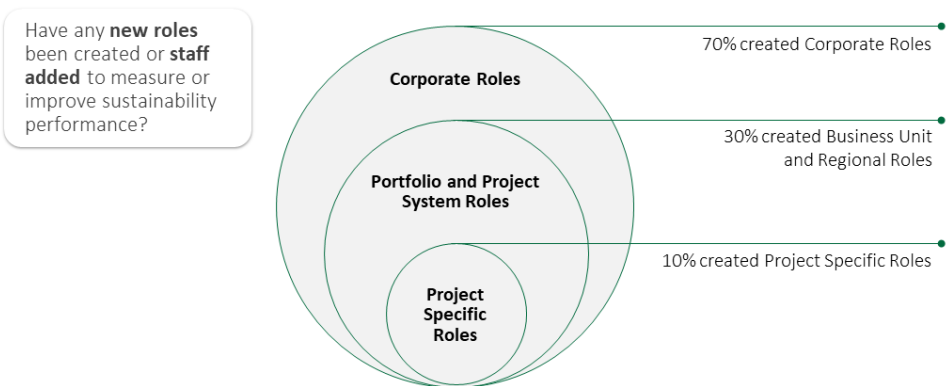 Have any new roles
been created or staff
added to measure or
improve sustainability
performance?
70% created Corporate Roles
Corporate Roles
30% created Business Unit
and Regional Roles
Portfolio and Project
System Roles
10% created Project Specific Roles
Project
Specific
Roles